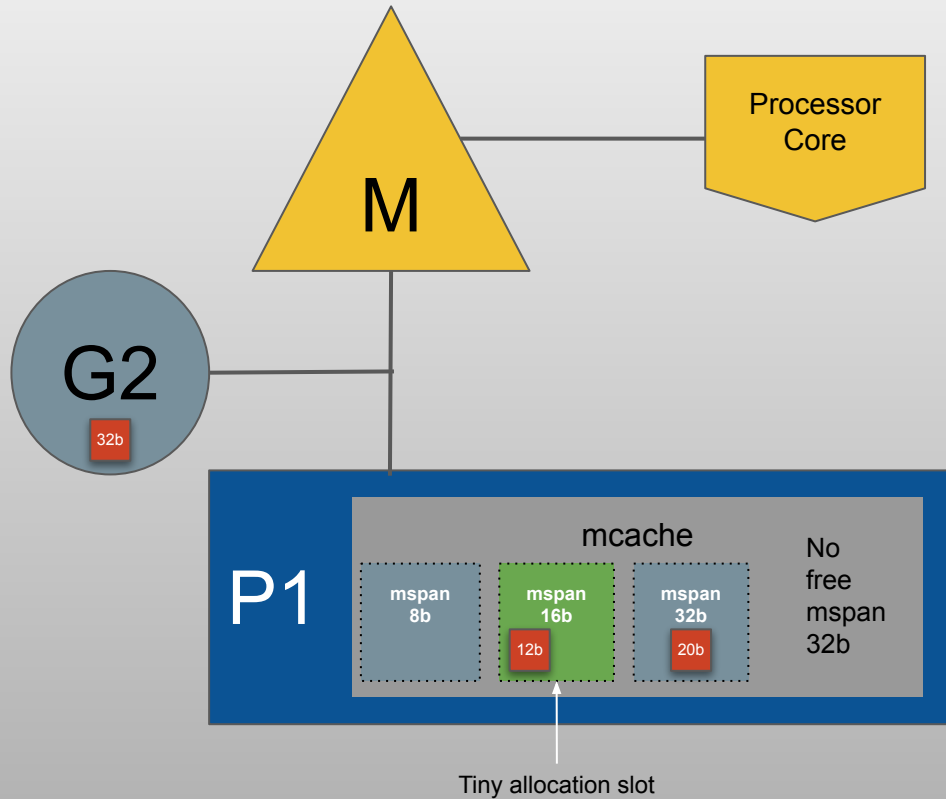 Processor
Core
M
G2
32b
P1
mcache
mspan
8b
mspan
16b
12b
mspan
32b
20b
No
free
mspan
32b
Tiny allocation slot